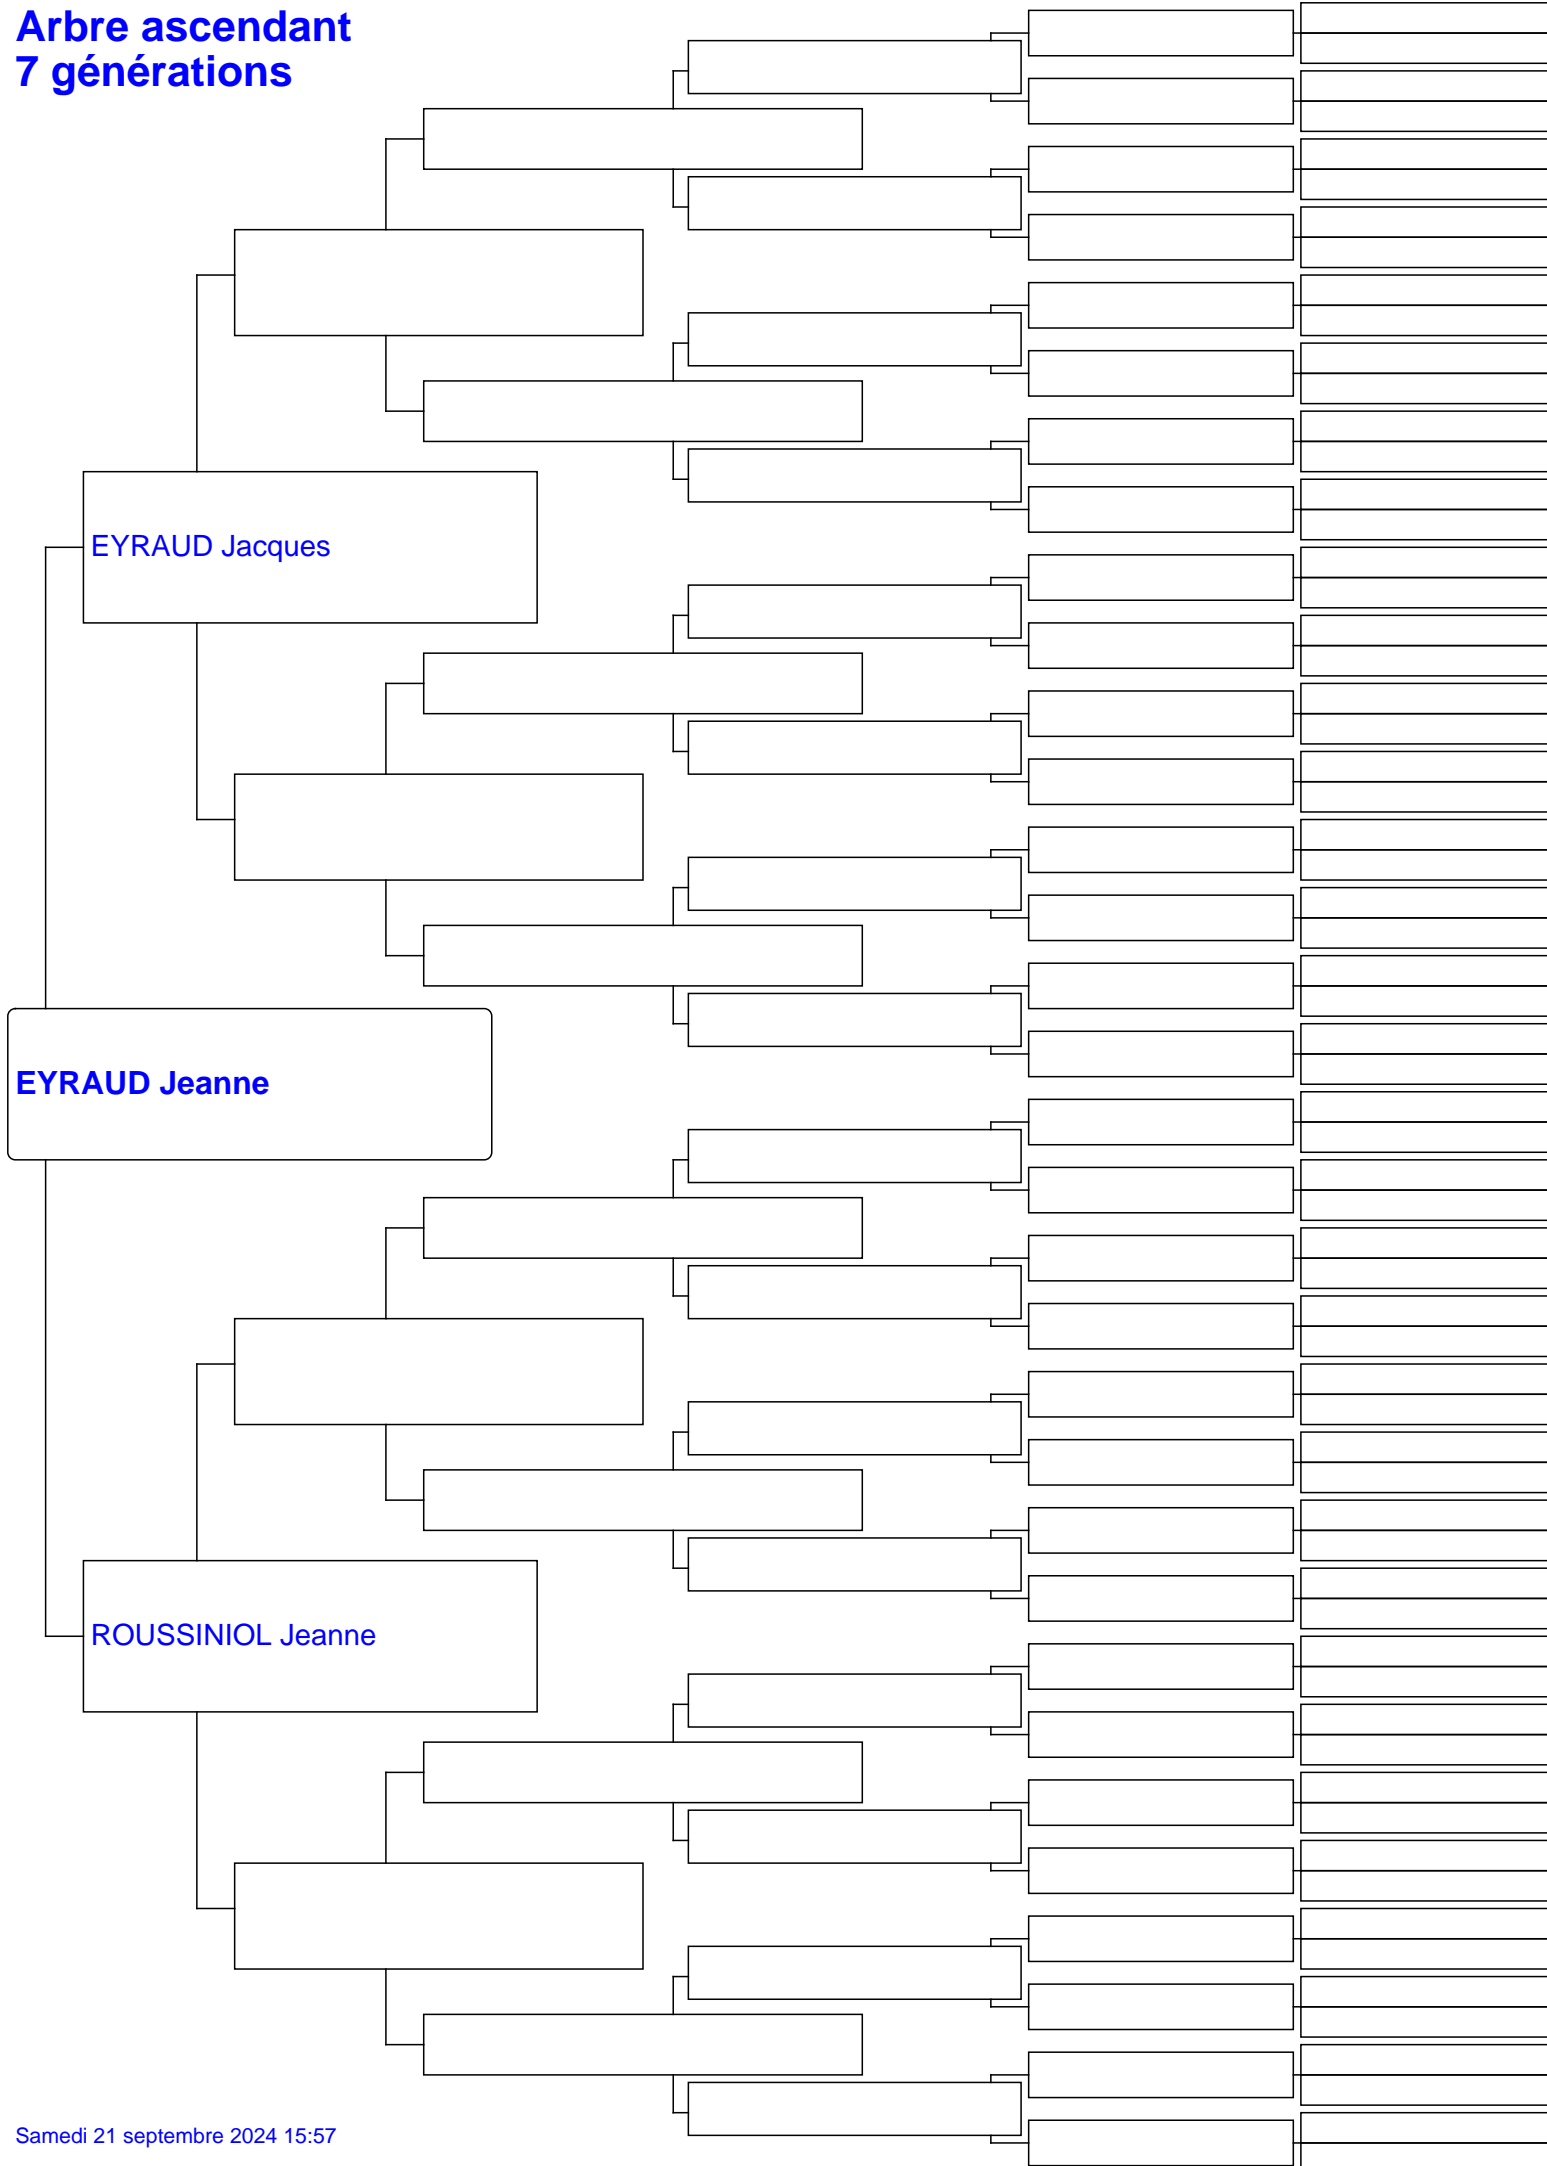 Arbre ascendant
7 générations
EYRAUD Jacques
EYRAUD Jeanne
ROUSSINIOL Jeanne
Samedi 21 septembre 2024 15:57